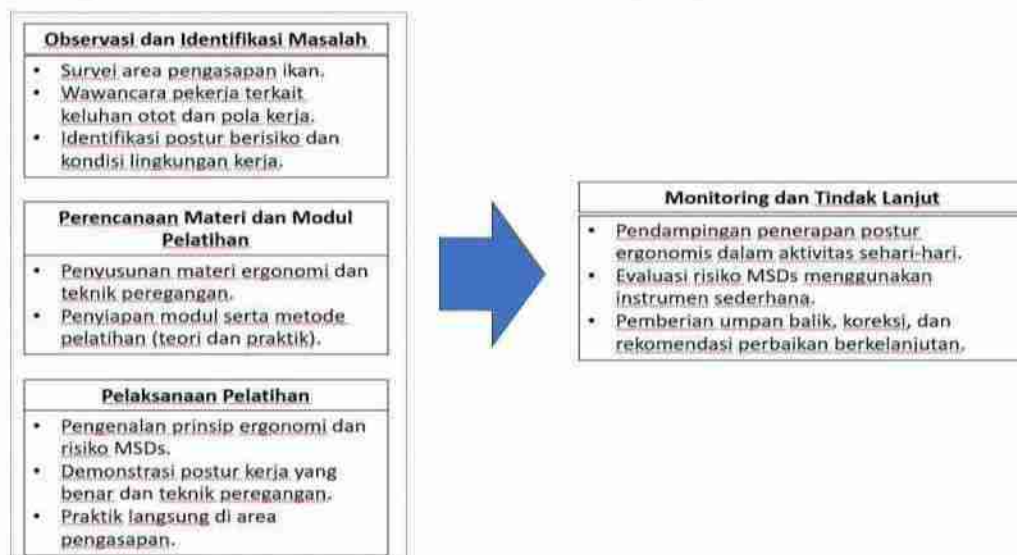 Observasi dan Identifikasi Masalah
• Survei area pengasapan ikan.
• Wawancara pekerja terkait
keluhan otot dan pola kerja.
• Identifikasi postur berisiko dan
kondisi lingkungan kerja.
Perencanaan Materi dan Modul
Pelatihan
• Penyusunan materi ergonomi dan
teknik peregangan.
• Penyiapan modul serta metode
pelatihan (teori dan praktik).
Pelaksanaan Pelatihan
• Pengenalan prinsip ergonomi dan
risiko MSDs.
• Demonstrasi postur kerja yang
benar dan teknik peregangan.
• Praktik langsung di area
pengasapan.
Monitoring dan Tindak Lanjut
• Pendampingan penerapan postur
ergonomis dalam aktivitas sehari-hari.
• Evaluasi risiko MSDs menggunakan
instrumen sederhana.
• Pemberian umpan balik, koreksi, dan
rekomendasi perbaikan berkelanjutan.